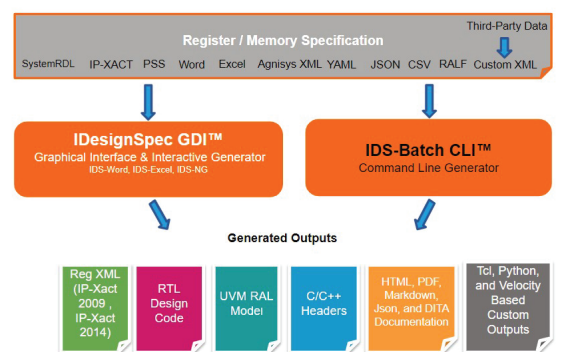 Third-Party Data
Register / Memory Specification
SystemRDL IP-XACT PSS Word Excel Agnisys XML YAML JSON CSV RALF Custom XML
IDesignSpec GDI™
Graphical Interface & Interactive Generator
IDS-Word, IDS-Excel, IDS-NG
IDS-Batch CLI™
Command Line Generator
Generated Outputs
Reg XML
(IP-Xact
2009 ,
IP-Xact
2014)
RTL
Design
Code
UVM RAL
Model
C/C++
Headers
HTML, PDF,
Markdown,
Json, and DITA
Documentation
Tcl, Python,
and Velocity
Based
Custom
Outputs